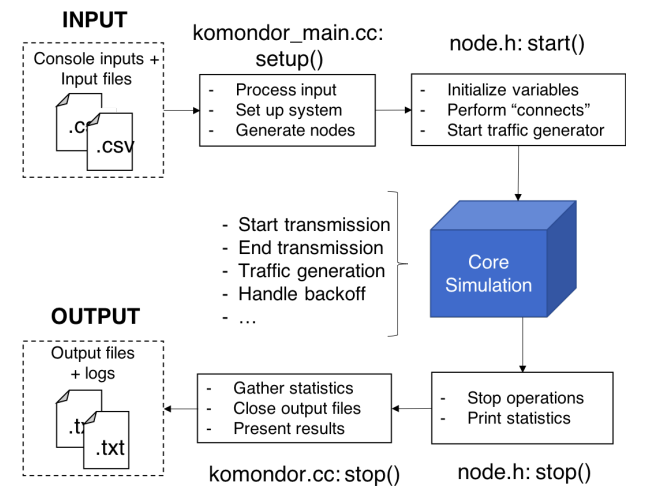 INPUT
Console inputs +
Input files
.cs
.csv
komondor_main.cc:
setup()
- Process input
- Set up system
- Generate nodes
node.h: start()
- Initialize variables
- Perform “connects”
- Start traffic generator
- Start transmission
- End transmission
- Traffic generation
- Handle backoff
- …
Core
Simulation
- Stop operations
- Print statistics
node.h: stop()
- Gather statistics
- Close output files
- Present results
komondor.cc: stop()
OUTPUT
Output files
+ logs
.tx
.txt